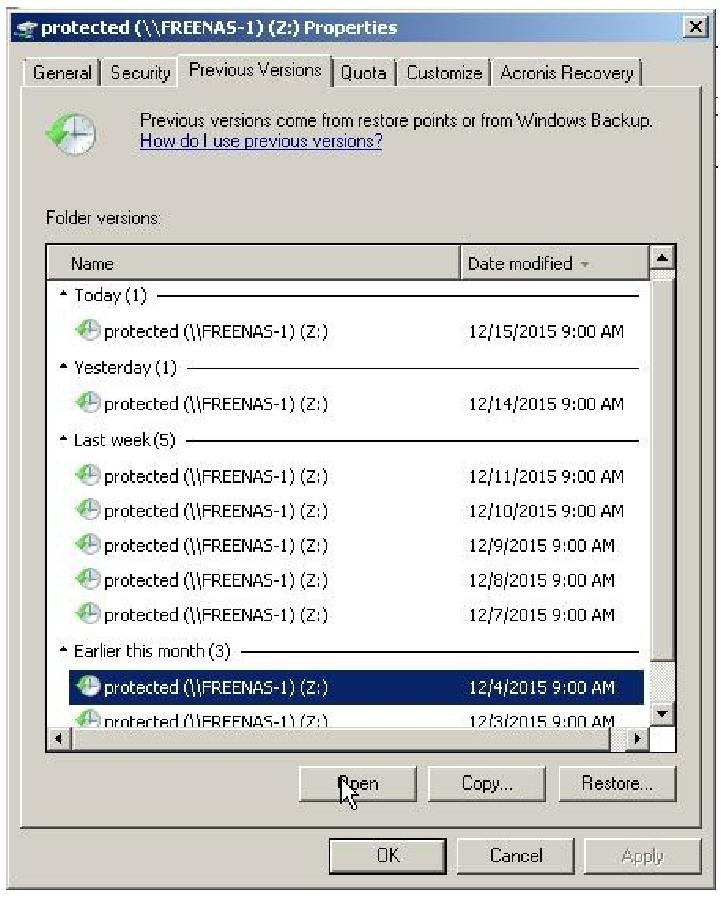 protected (\\FREENAS-1) (Z:) Properties
General Security Previous Versions Quota Customize Acronis Recovery
Previous versions come from restore points or from Windows Backup.
How do I use previous versions?
Folder versions:
Name Date modified
Today (1)
protected (\\FREENAS-1) (Z:) 12/15/2015 9:00 AM
Yesterday (1)
protected (\\FREENAS-1) (Z:) 12/14/2015 9:00 AM
Last week (5)
protected (\\FREENAS-1) (Z:) 12/11/2015 9:00 AM
protected (\\FREENAS-1) (Z:) 12/10/2015 9:00 AM
protected (\\FREENAS-1) (Z:) 12/9/2015 9:00 AM
protected (\\FREENAS-1) (Z:) 12/8/2015 9:00 AM
protected (\\FREENAS-1) (Z:) 12/7/2015 9:00 AM
Earlier this month (3)
protected (\\FREENAS-1) (Z:) 12/4/2015 9:00 AM
protected (\\FREENAS-1) (Z:) 12/3/2015 9:00 AM
Open Copy... Restore...
OK Cancel Apply